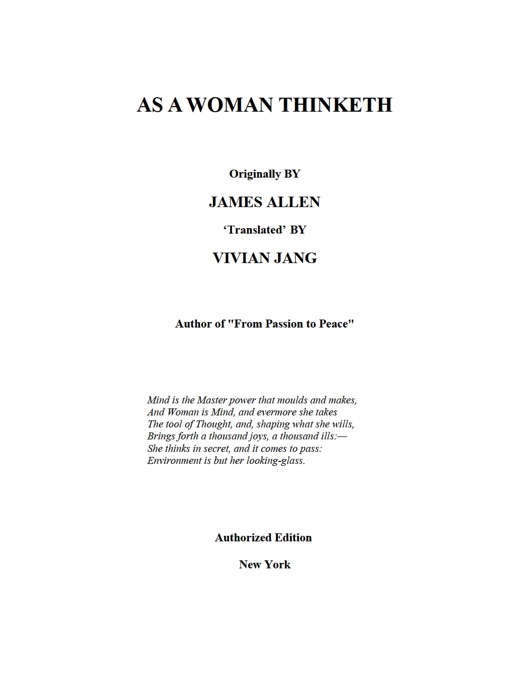 AS A WOMAN THINKETH
Originally BY
JAMES ALLEN
‘Translated’ BY
VIVIAN JANG
Author of "From Passion to Peace"
Mind is the Master power that moulds and makes,
And Woman is Mind, and evermore she takes
The tool of Thought, and, shaping what she wills,
Brings forth a thousand joys, a thousand ills:—
She thinks in secret, and it comes to pass:
Environment is but her looking-glass.
Authorized Edition
New York